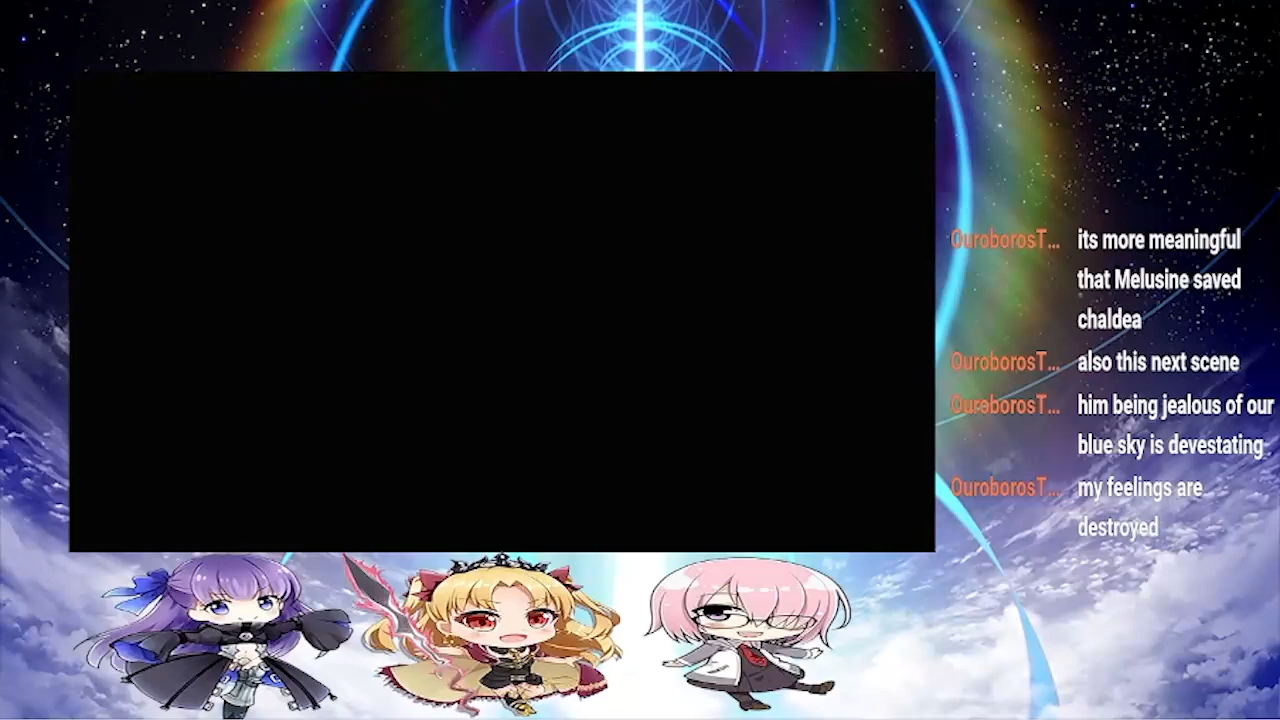 OuroborosT... its more meaningful
that Melusine saved
chaldea
OuroborosT... also this next scene
OuroborosT... him being jealous of our
blue sky is devestating
OuroborosT... my feelings are
destroyed